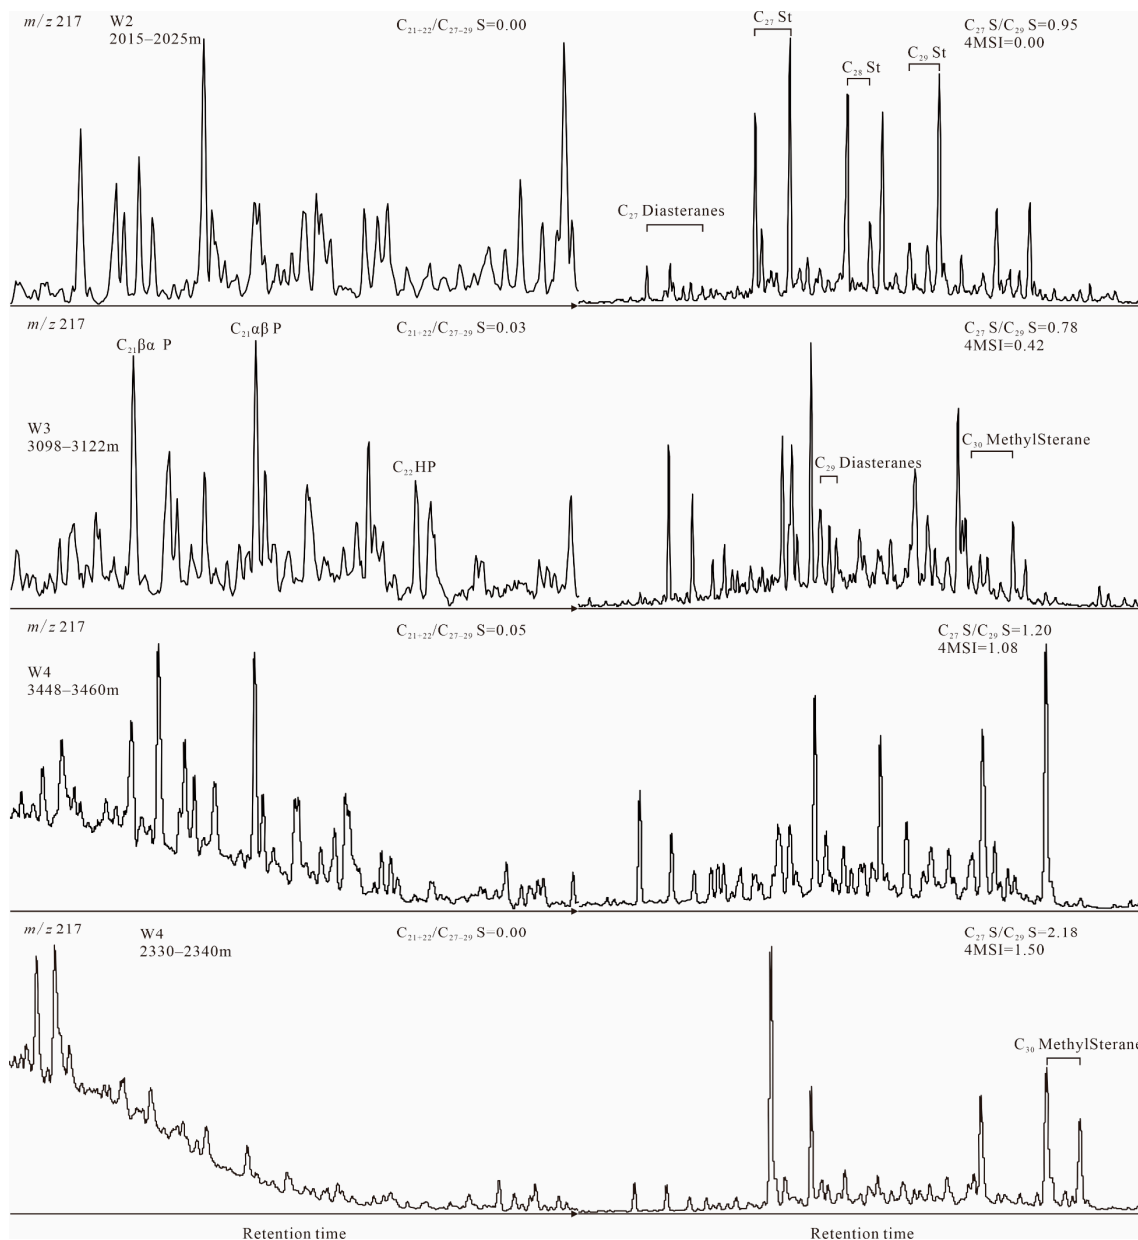 m/z 217
W2
2015–2025m
C₂₁₊₂₂/C₂₇₋₂₉ S=0.00
C₂₇ St
C₂₇ S/C₂₉ S=0.95
4MSI=0.00
C₂₈ St
C₂₉ St
C₂₇ Diasteranes
m/z 217
C₂₁βα P
C₂₁αβ P
C₂₁₊₂₂/C₂₇₋₂₉ S=0.03
C₂₇ S/C₂₉ S=0.78
4MSI=0.42
W3
3098–3122m
C₂₂HP
C₂₉ Diasteranes
C₃₀ MethylSterane
m/z 217
C₂₁₊₂₂/C₂₇₋₂₉ S=0.05
C₂₇ S/C₂₉ S=1.20
4MSI=1.08
W4
3448–3460m
m/z 217
W4
2330–2340m
C₂₁₊₂₂/C₂₇₋₂₉ S=0.00
C₂₇ S/C₂₉ S=2.18
4MSI=1.50
C₃₀ MethylSterane
Retention time
Retention time